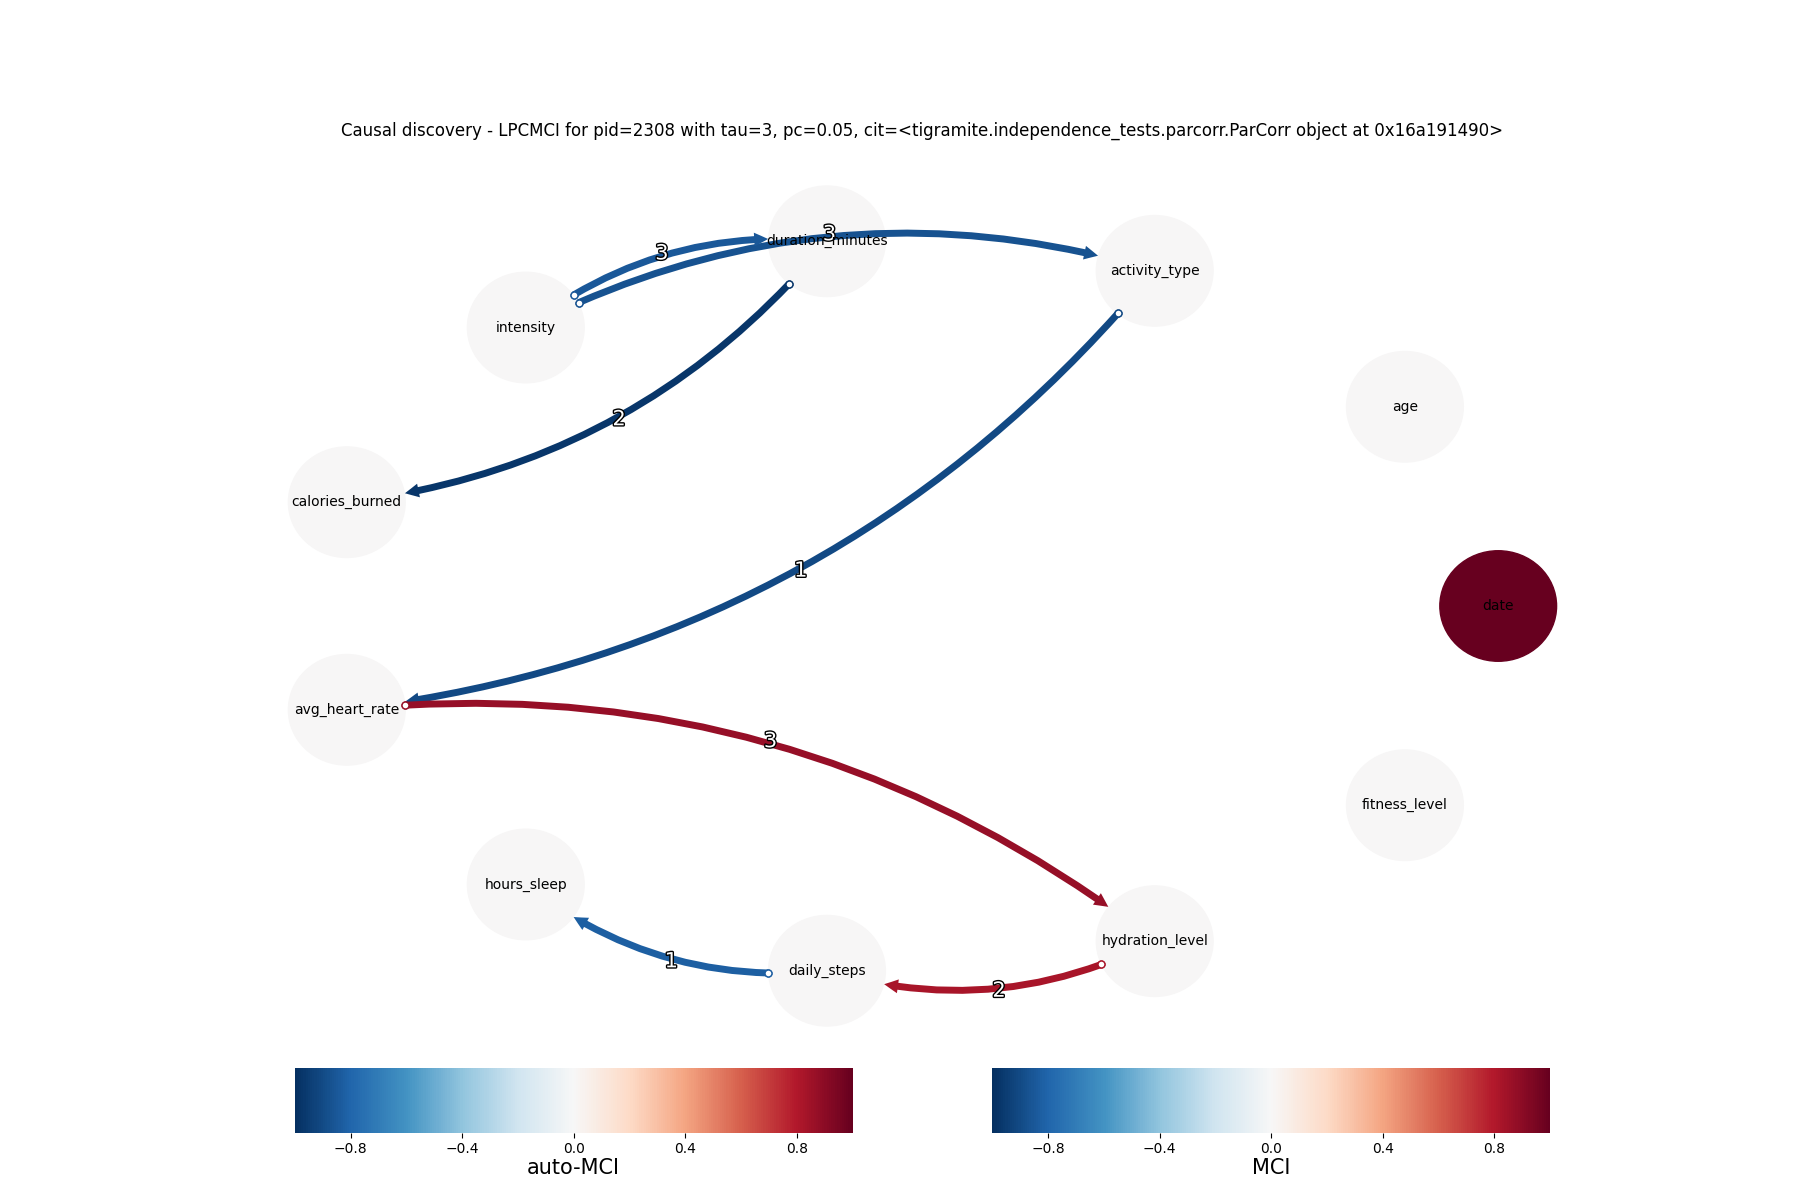 Causal discovery - LPCMCI for pid=2308 with tau=3, pc=0.05, cit=<tigramite.independence_tests.parcorr.ParCorr object at 0x16a191490>
3
3
duration_minutes
activity_type
intensity
age
2
calories_burned
1
date
avg_heart_rate
3
fitness_level
hours_sleep
hydration_level
1
daily_steps
2
−0.8 −0.4 0.0 0.4 0.8
auto-MCI
−0.8 −0.4 0.0 0.4 0.8
MCI